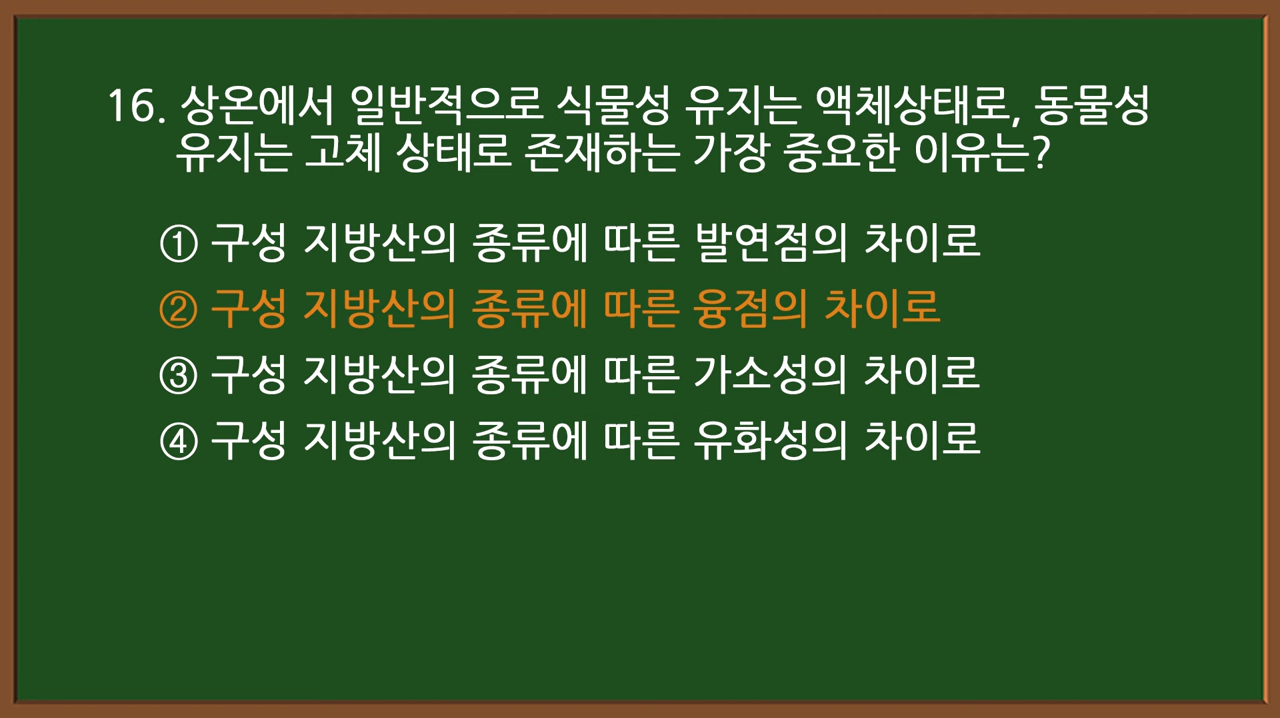 16. 상온에서 일반적으로 식물성 유지는 액체상태로, 동물성
유지는 고체 상태로 존재하는 가장 중요한 이유는?
① 구성 지방산의 종류에 따른 발연점의 차이로
② 구성 지방산의 종류에 따른 융점의 차이로
③ 구성 지방산의 종류에 따른 가소성의 차이로
④ 구성 지방산의 종류에 따른 유화성의 차이로